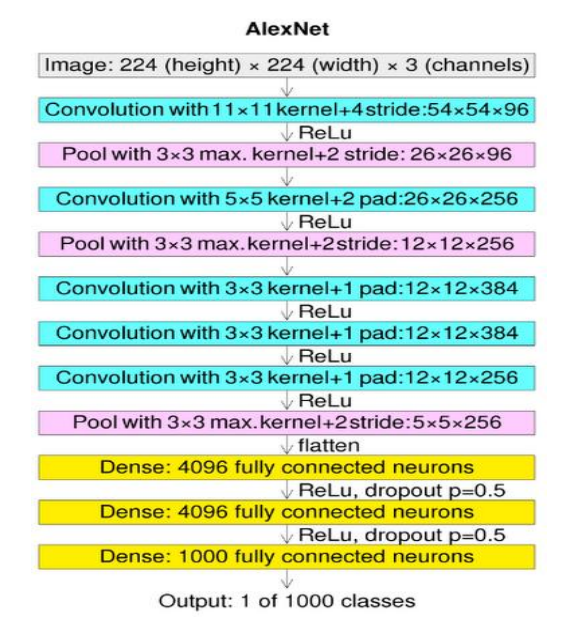 AlexNet
Image: 224 (height) × 224 (width) × 3 (channels)
Convolution with 11×11 kernel+4 stride:54×54×96
ReLu
Pool with 3×3 max. kernel+2 stride: 26×26×96
Convolution with 5×5 kernel+2 pad:26×26×256
ReLu
Pool with 3×3 max.kernel+2stride:12×12×256
Convolution with 3×3 kernel+1 pad:12×12×384
ReLu
Convolution with 3×3 kernel+1 pad:12×12×384
ReLu
Convolution with 3×3 kernel+1 pad:12×12×256
ReLu
Pool with 3×3 max.kernel+2stride:5×5×256
flatten
Dense: 4096 fully connected neurons
ReLu, dropout p=0.5
Dense: 4096 fully connected neurons
ReLu, dropout p=0.5
Dense: 1000 fully connected neurons
Output: 1 of 1000 classes